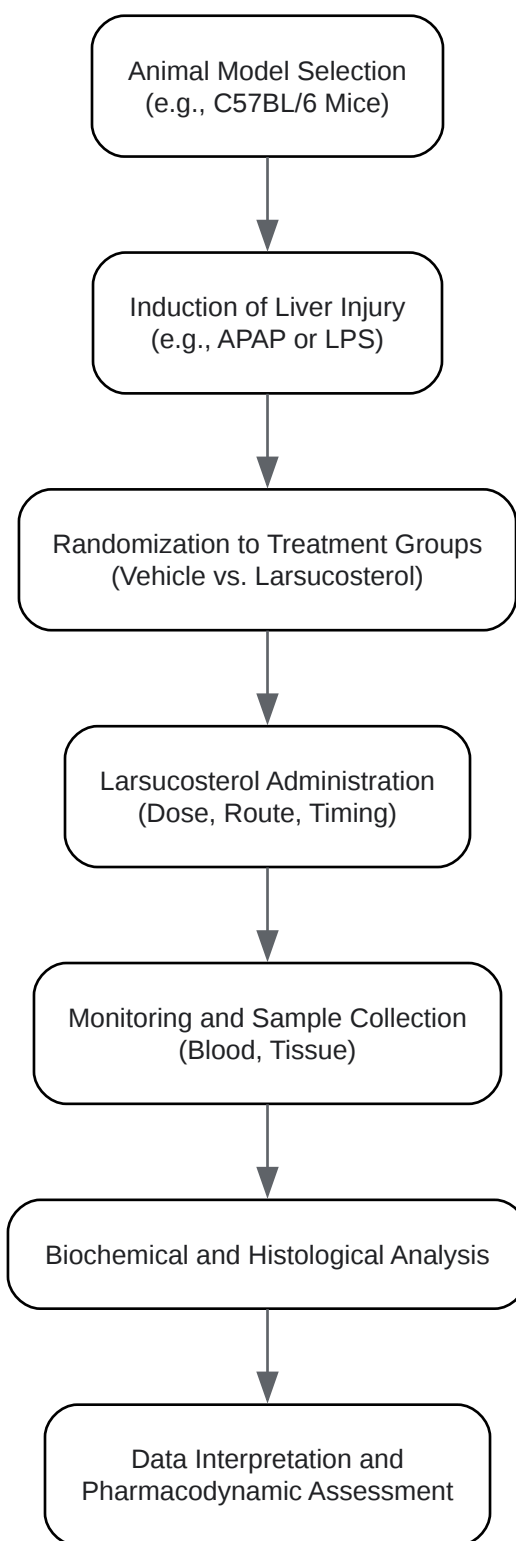 Animal Model Selection
(e.g., C57BL/6 Mice)
Induction of Liver Injury
(e.g., APAP or LPS)
Randomization to Treatment Groups
(Vehicle vs. Larsucosterol)
Larsucosterol Administration
(Dose, Route, Timing)
Monitoring and Sample Collection
(Blood, Tissue)
Biochemical and Histological Analysis
Data Interpretation and
Pharmacodynamic Assessment